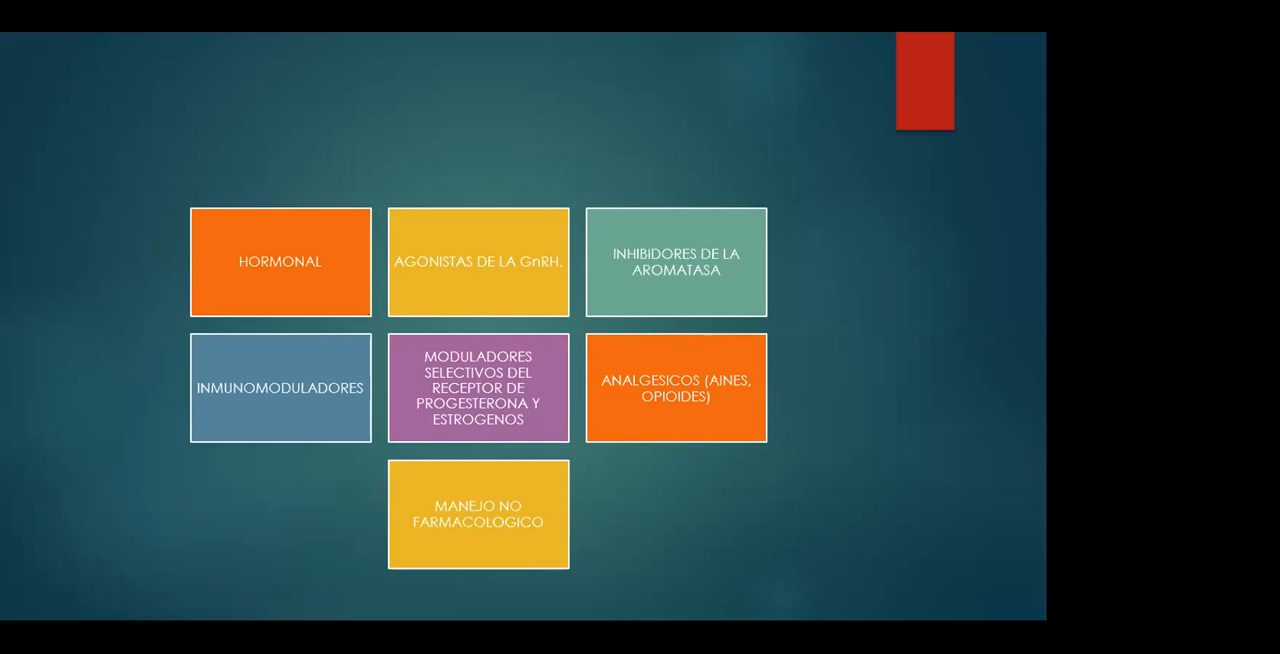 HORMONAL
AGONISTAS DE LA GnRH.
INHIBIDORES DE LA
AROMATASA
INMUNOMODULADORES
MODULADORES
SELECTIVOS DEL
RECEPTOR DE
PROGESTERONA Y
ESTROGENOS
ANALGESICOS (AINES,
OPIOIDES)
MANEJO NO
FARMACOLOGICO